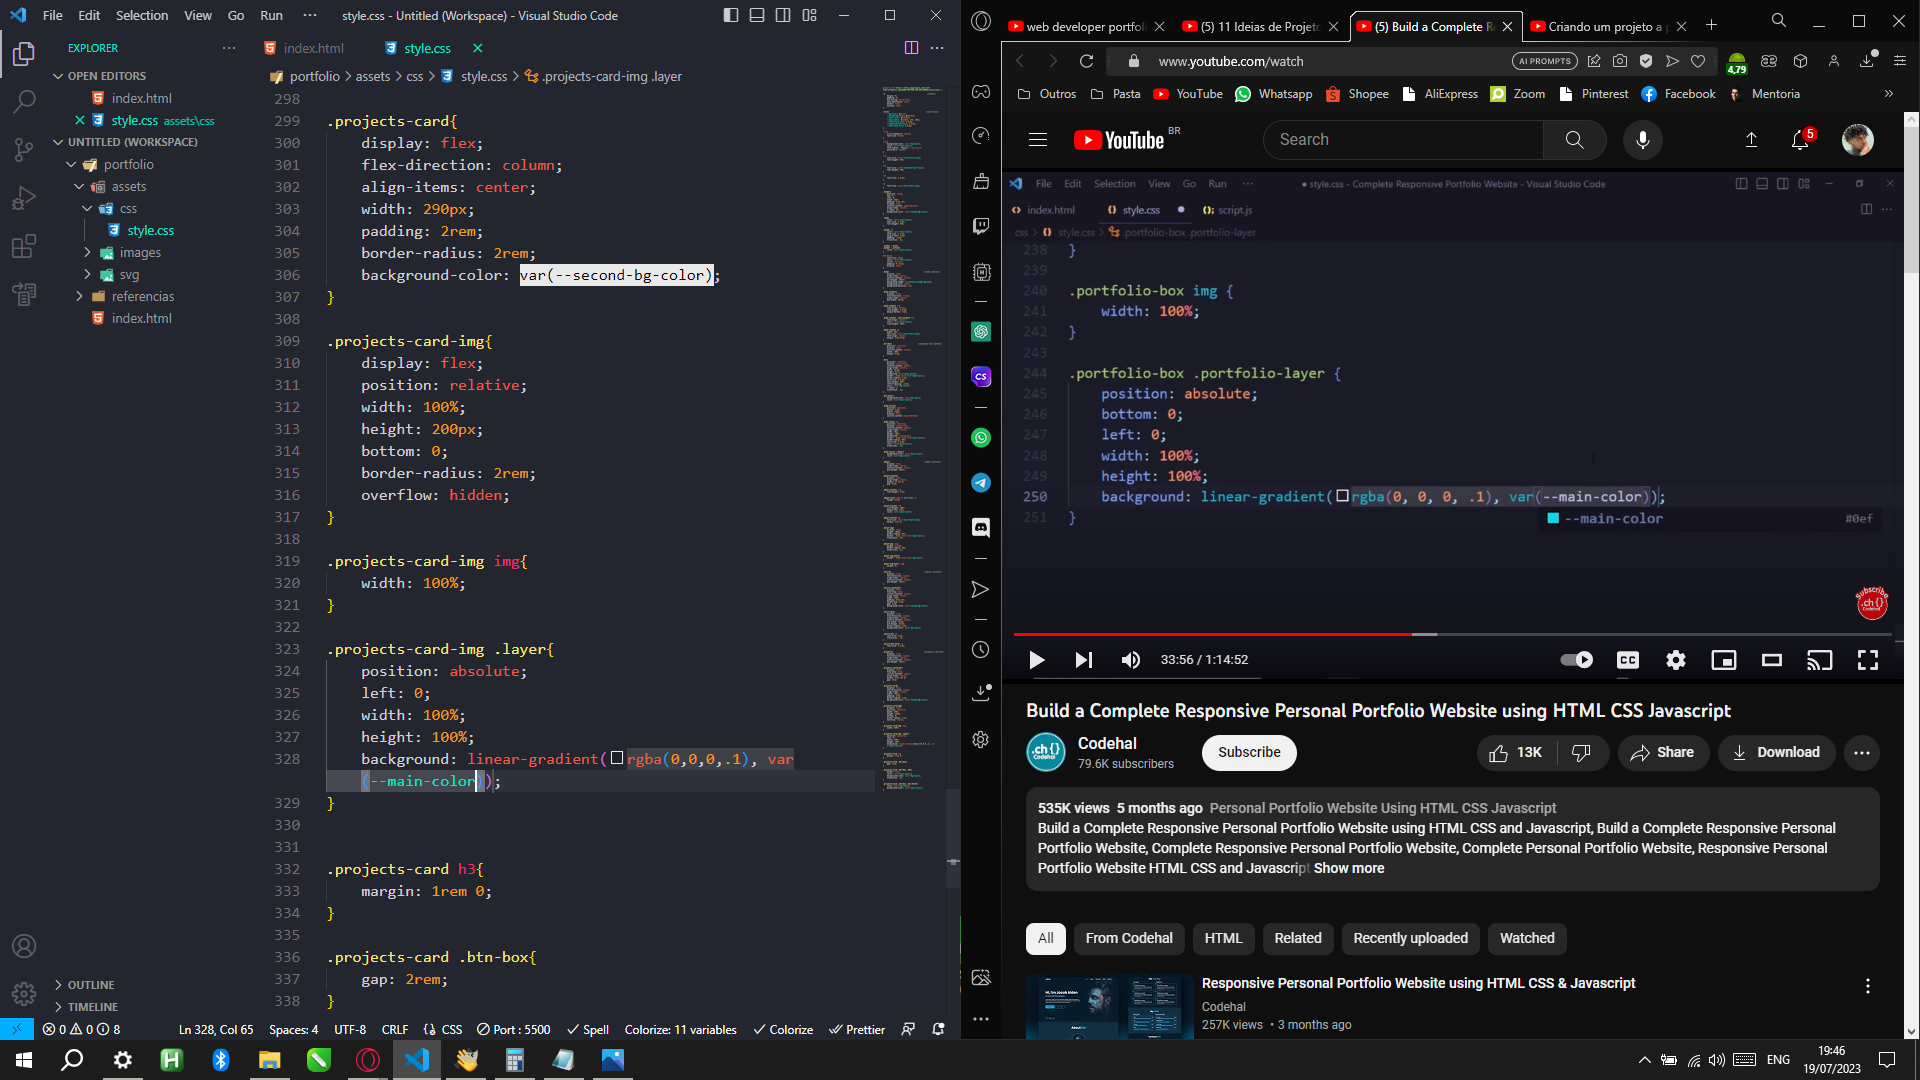 File Edit Selection View Go Run ··· style.css - Untitled (Workspace) - Visual Studio Code
EXPLORER
OPEN EDITORS
index.html
style.css assets\css
UNTITLED (WORKSPACE)
portfolio
assets
css
style.css
images
svg
referencias
index.html
OUTLINE
TIMELINE
index.html
style.css
portfolio > assets > css > style.css > .projects-card-img .layer
298
299 .projects-card{
300 display: flex;
301 flex-direction: column;
302 align-items: center;
303 width: 290px;
304 padding: 2rem;
305 border-radius: 2rem;
306 background-color: var(--second-bg-color);
307 }
308
309 .projects-card-img{
310 display: flex;
311 position: relative;
312 width: 100%;
313 height: 200px;
314 bottom: 0;
315 border-radius: 2rem;
316 overflow: hidden;
317 }
318
319 .projects-card-img img{
320 width: 100%;
321 }
322
323 .projects-card-img .layer{
324 position: absolute;
325 left: 0;
326 width: 100%;
327 height: 100%;
328 background: linear-gradient(rgba(0,0,0,.1), var
(--main-color));
329 }
330
331
332 .projects-card h3{
333 margin: 1rem 0;
334 }
335
336 .projects-card .btn-box{
337 gap: 2rem;
338 }
0 0 8 Ln 328, Col 65 Spaces: 4 UTF-8 CRLF {} CSS Port : 5500 Spell Colorize: 11 variables Colorize Prettier
web developer portfol (5) 11 Ideias de Projeto (5) Build a Complete R Criando um projeto a
www.youtube.com/watch AI PROMPTS 4,79
Outros Pasta YouTube Whatsapp Shopee AliExpress Zoom Pinterest Facebook Mentoria »
YouTube BR Search 5
CS
File Edit Selection View Go Run ··· style.css - Complete Responsive Portfolio Website - Visual Studio Code
index.html style.css script.js
css > style.css > .portfolio-box .portfolio-layer
238 }
239
240 .portfolio-box img {
241 width: 100%;
242 }
243
244 .portfolio-box .portfolio-layer {
245 position: absolute;
246 bottom: 0;
247 left: 0;
248 width: 100%;
249 height: 100%;
250 background: linear-gradient(rgba(0, 0, 0, .1), var(--main-color));
251 }
--main-color #0ef
Subscribe
.ch {}
Codehal
33:56 / 1:14:52
CC
Build a Complete Responsive Personal Portfolio Website using HTML CSS Javascript
.ch {}
Codehal
Codehal
79.6K subscribers
Subscribe
13K
Share
Download
535K views 5 months ago Personal Portfolio Website Using HTML CSS Javascript
Build a Complete Responsive Personal Portfolio Website using HTML CSS and Javascript, Build a Complete Responsive Personal
Portfolio Website, Complete Responsive Personal Portfolio Website, Complete Personal Portfolio Website, Responsive Personal
Portfolio Website HTML CSS and Javascript Show more
All From Codehal HTML Related Recently uploaded Watched
Responsive Personal Portfolio Website using HTML CSS & Javascript
Codehal
257K views • 3 months ago
ENG
19:46
19/07/2023